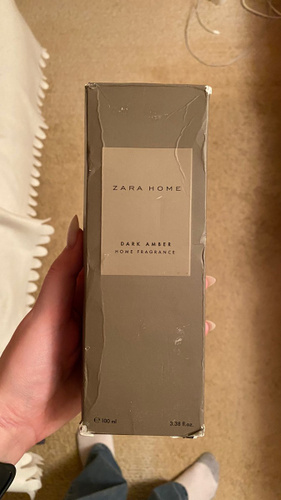 ZARA HOME
DARK AMBER
HOME FRAGRANCE
e 100 ml
3.38 fl.oz.